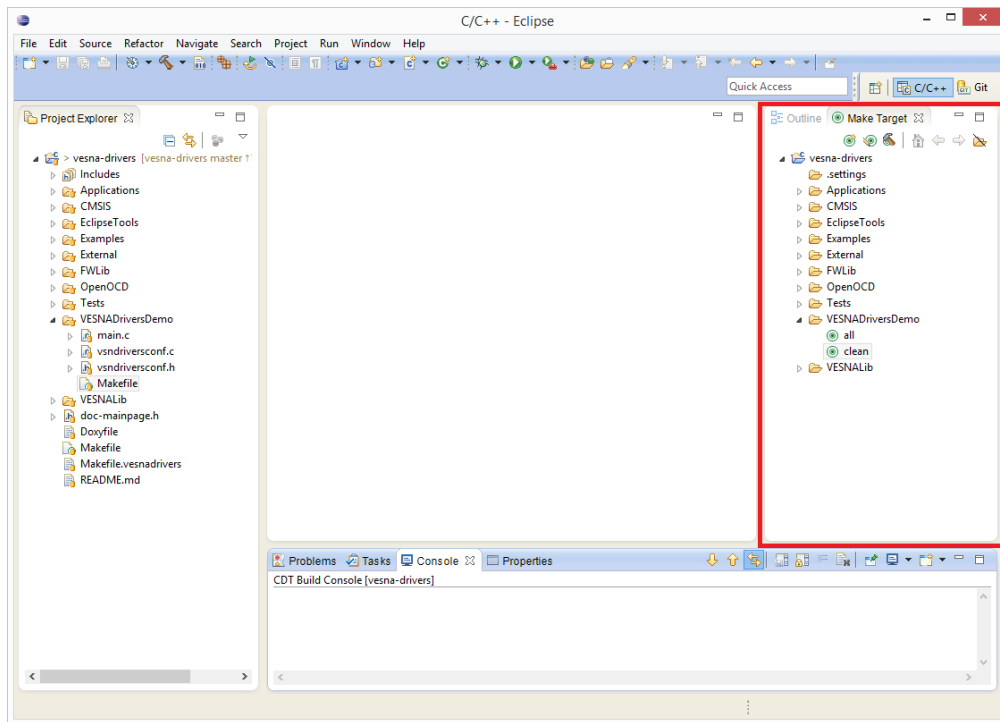 C/C++ - Eclipse
File Edit Source Refactor Navigate Search Project Run Window Help
Quick Access
C/C++
Git
Project Explorer
> vesna-drivers [vesna-drivers master
Includes
Applications
CMSIS
EclipseTools
Examples
External
FWLib
OpenOCD
Tests
VESNADriversDemo
main.c
vsndriversconf.c
vsndriversconf.h
Makefile
VESNALib
doc-mainpage.h
Doxyfile
Makefile
Makefile.vesnadrivers
README.md
Outline Make Target
vesna-drivers
.settings
Applications
CMSIS
EclipseTools
Examples
External
FWLib
OpenOCD
Tests
VESNADriversDemo
all
clean
VESNALib
Problems Tasks Console Properties
CDT Build Console [vesna-drivers]